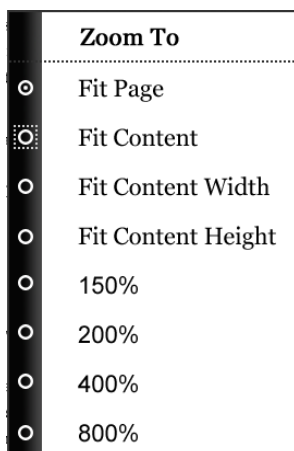 Zoom To
Fit Page
Fit Content
Fit Content Width
Fit Content Height
150%
200%
400%
800%